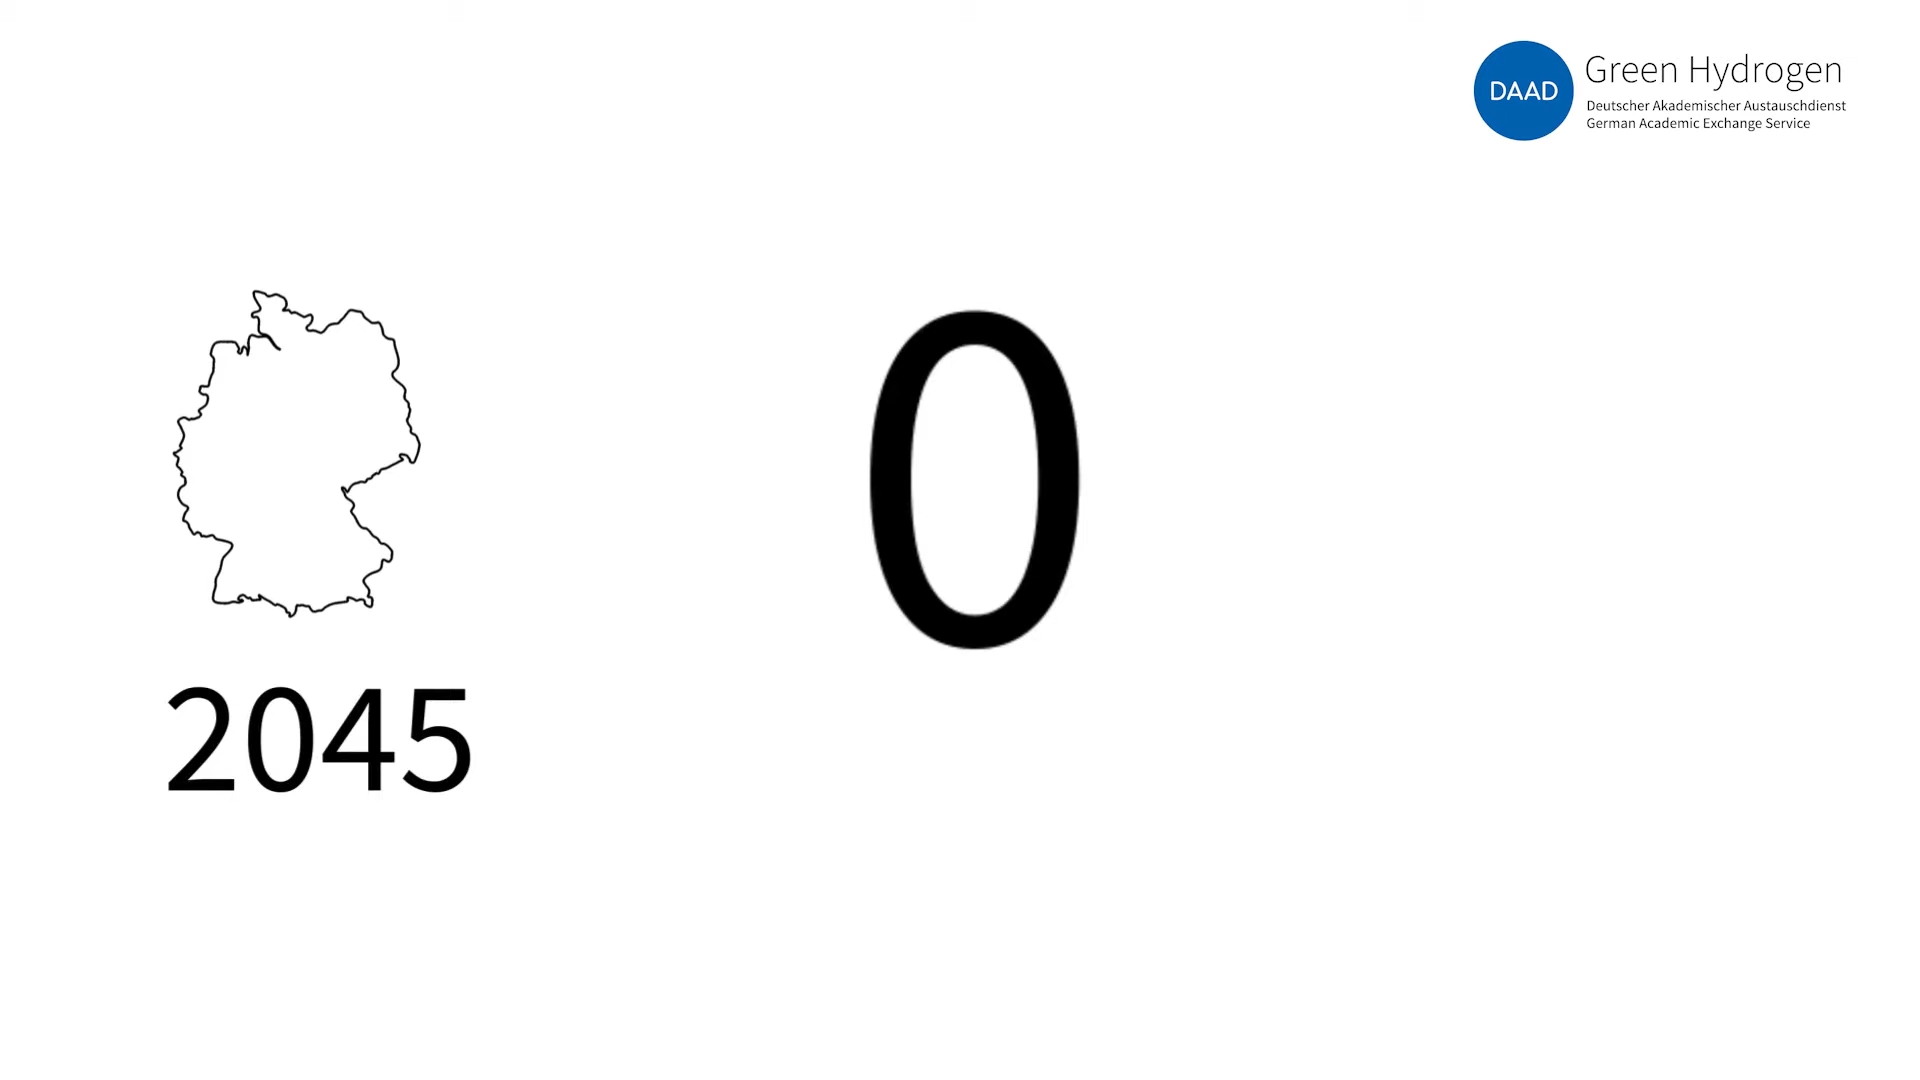 DAAD
Green Hydrogen
Deutscher Akademischer Austauschdienst
German Academic Exchange Service
0
2045